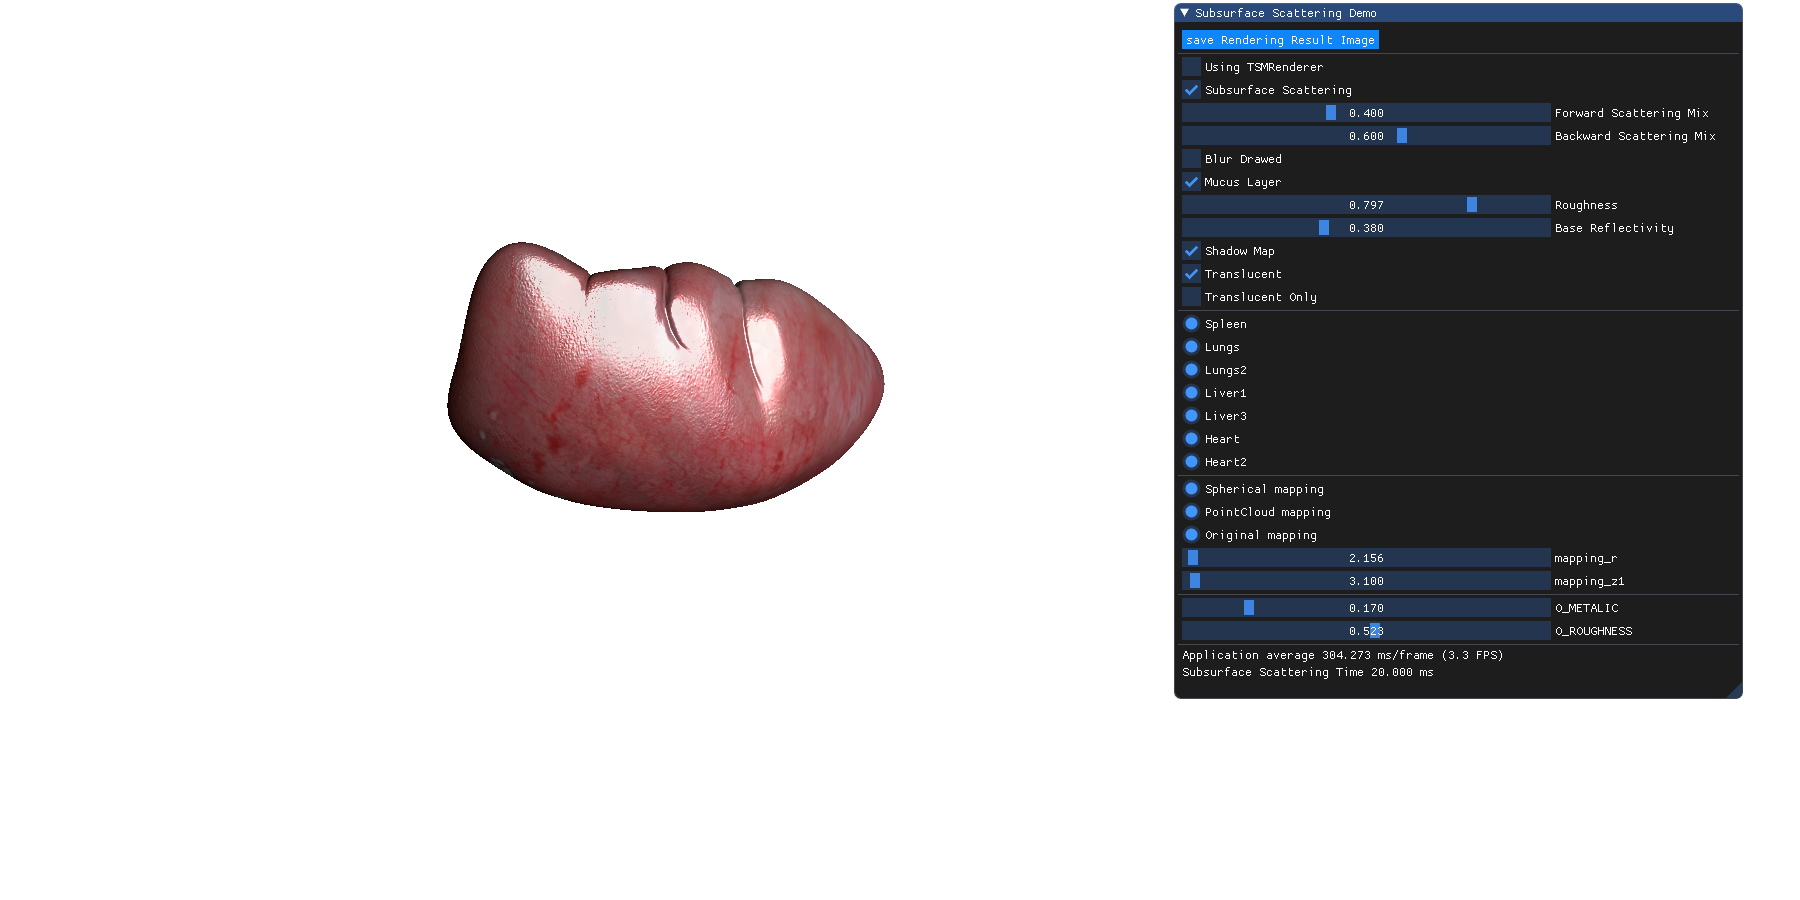 Subsurface Scattering Demo
save Rendering Result Image
Using TSMRenderer
Subsurface Scattering
0.400 Forward Scattering Mix
0.600 Backward Scattering Mix
Blur Drawed
Mucus Layer
0.797 Roughness
0.380 Base Reflectivity
Shadow Map
Translucent
Translucent Only
Spleen
Lungs
Lungs2
Liver1
Liver3
Heart
Heart2
Spherical mapping
PointCloud mapping
Original mapping
2.156 mapping_r
3.100 mapping_z1
0.170 O_METALIC
0.523 O_ROUGHNESS
Application average 304.273 ms/frame (3.3 FPS)
Subsurface Scattering Time 20.000 ms